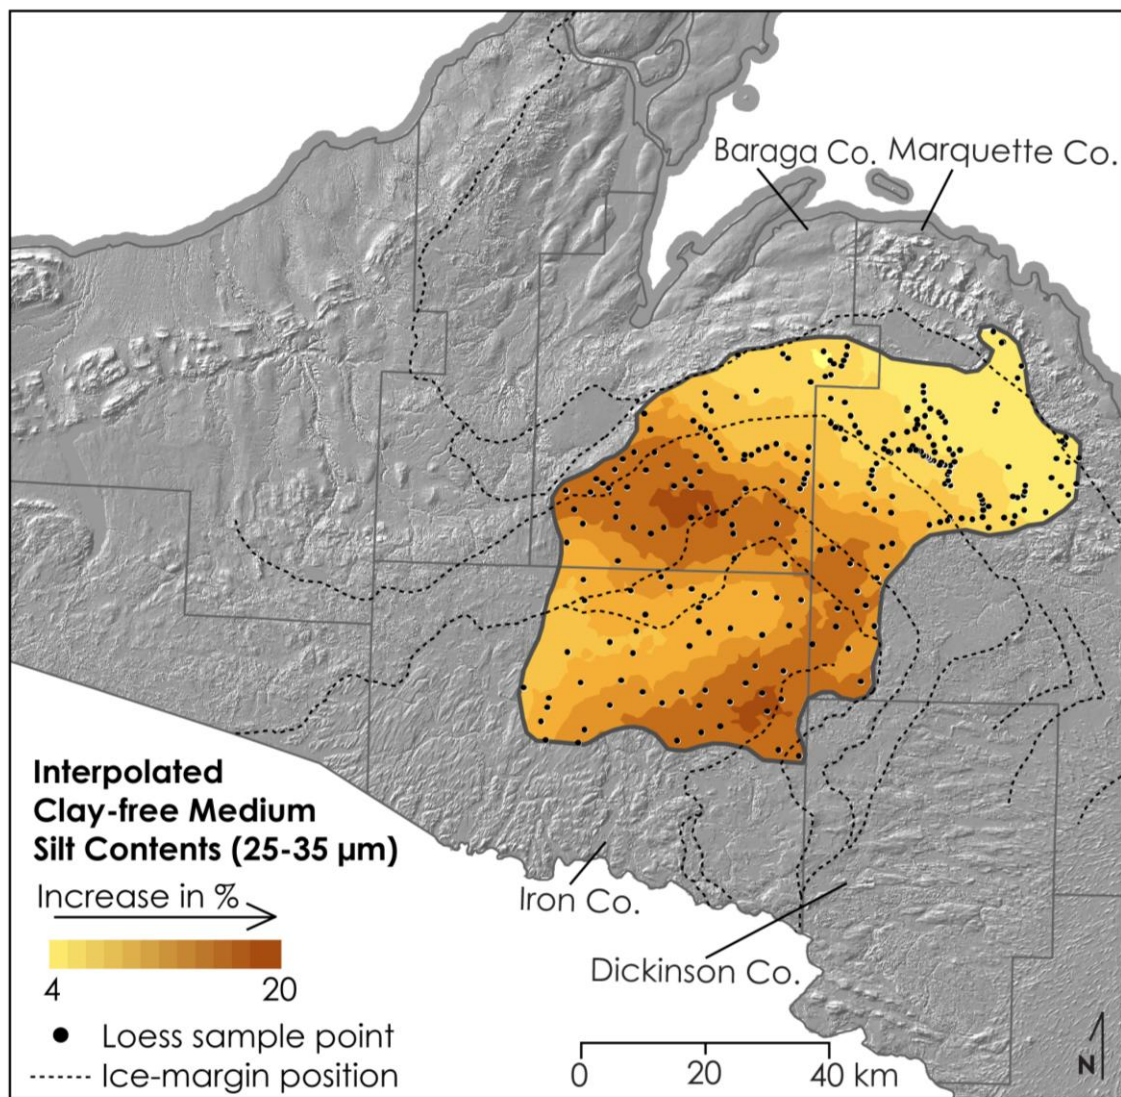 Baraga Co. Marquette Co.
Interpolated
Clay-free Medium
Silt Contents (25-35 µm)
Increase in %
4 20
Loess sample point
Ice-margin position
Iron Co.
Dickinson Co.
0 20 40 km
N